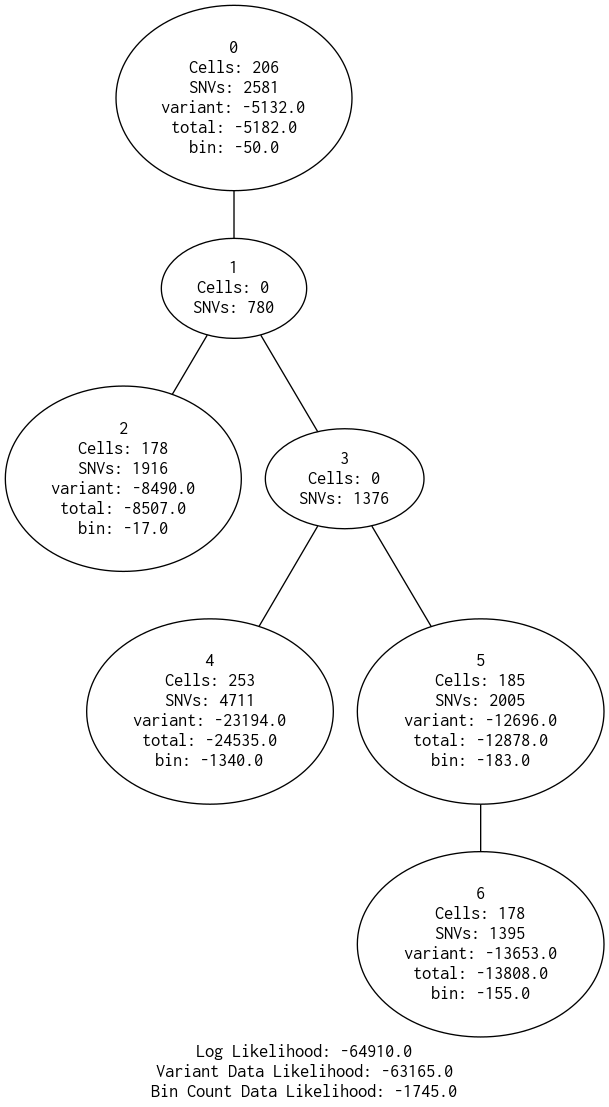 0
Cells: 206
SNVs: 2581
variant: -5132.0
total: -5182.0
bin: -50.0
1
Cells: 0
SNVs: 780
2
Cells: 178
SNVs: 1916
variant: -8490.0
total: -8507.0
bin: -17.0
3
Cells: 0
SNVs: 1376
4
Cells: 253
SNVs: 4711
variant: -23194.0
total: -24535.0
bin: -1340.0
5
Cells: 185
SNVs: 2005
variant: -12696.0
total: -12878.0
bin: -183.0
6
Cells: 178
SNVs: 1395
variant: -13653.0
total: -13808.0
bin: -155.0
Log Likelihood: -64910.0
Variant Data Likelihood: -63165.0
Bin Count Data Likelihood: -1745.0